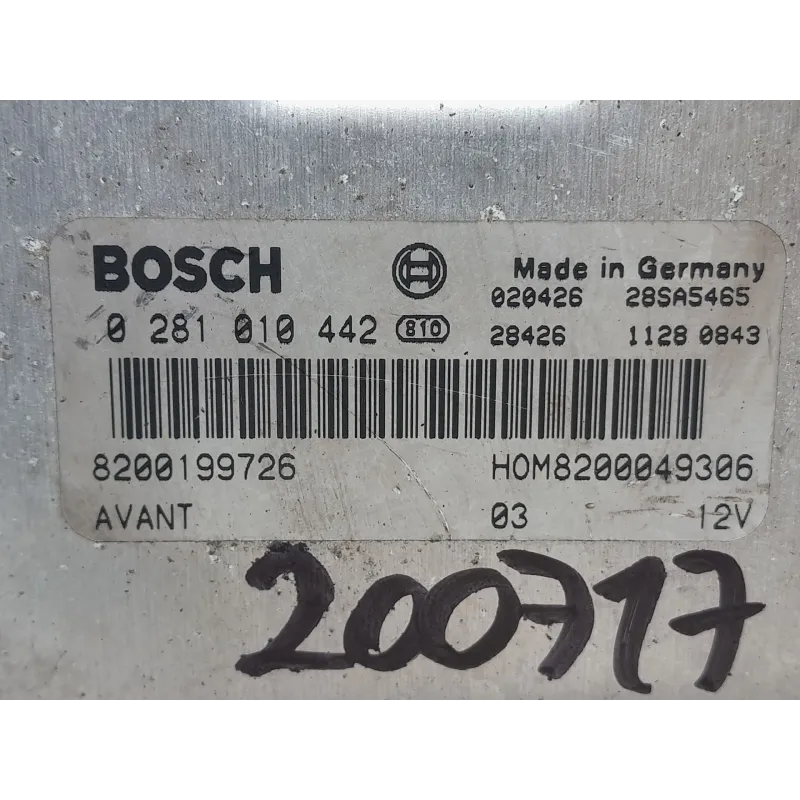 BOSCH Made in Germany
020426 28SA5465
0 281 010 442 810 28426 1128 0843
8200199726 HOM8200049306
AVANT 03 12V
200717